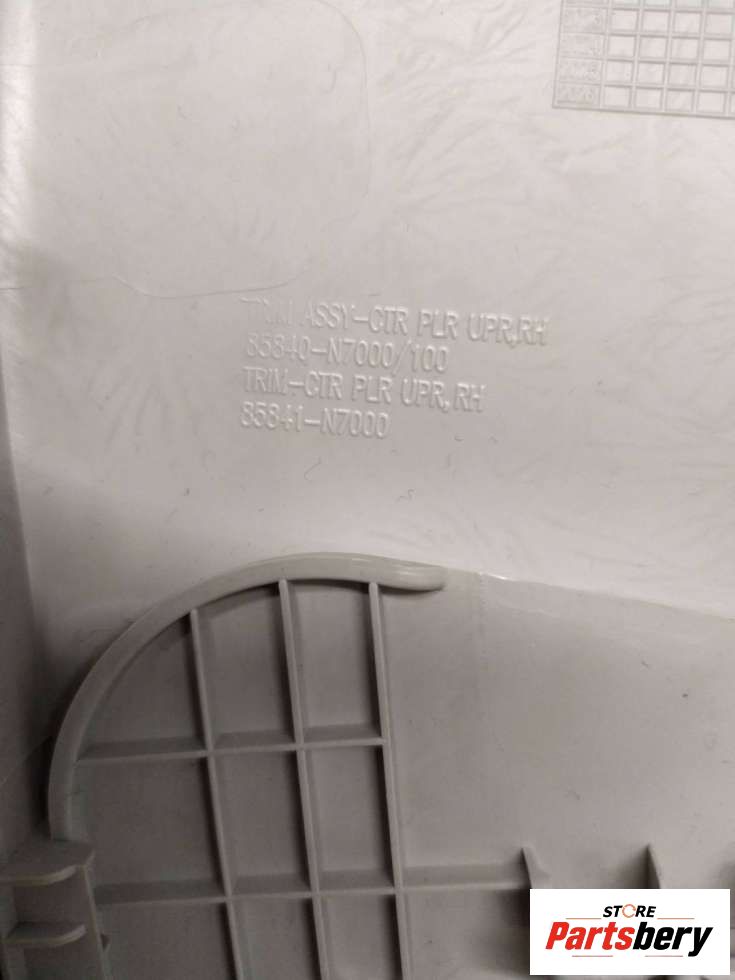 TRIM ASSY-CTR PLR UPR,RH
85840-N7000/100
TRIM-CTR PLR UPR,RH
85841-N7000
STORE
Partsbery